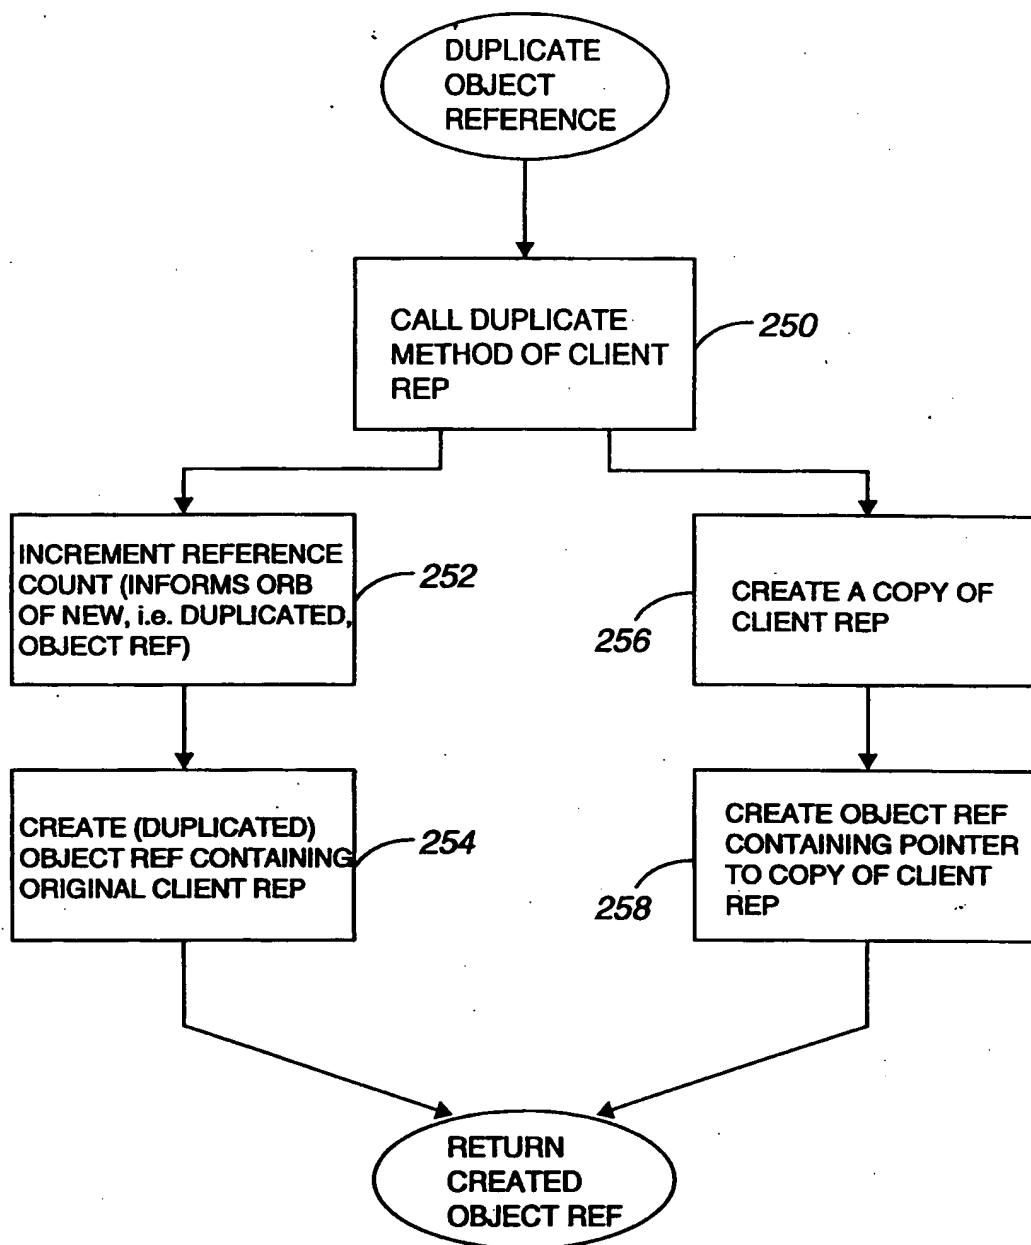 DUPLICATE
OBJECT
REFERENCE
CALL DUPLICATE
METHOD OF CLIENT
REP
250
INCREMENT REFERENCE
COUNT (INFORMS ORB
OF NEW, i.e. DUPLICATED,
OBJECT REF)
252
CREATE A COPY OF
CLIENT REP
256
CREATE (DUPLICATED)
OBJECT REF CONTAINING
ORIGINAL CLIENT REP
254
CREATE OBJECT REF
CONTAINING POINTER
TO COPY OF CLIENT
REP
258
RETURN
CREATED
OBJECT REF